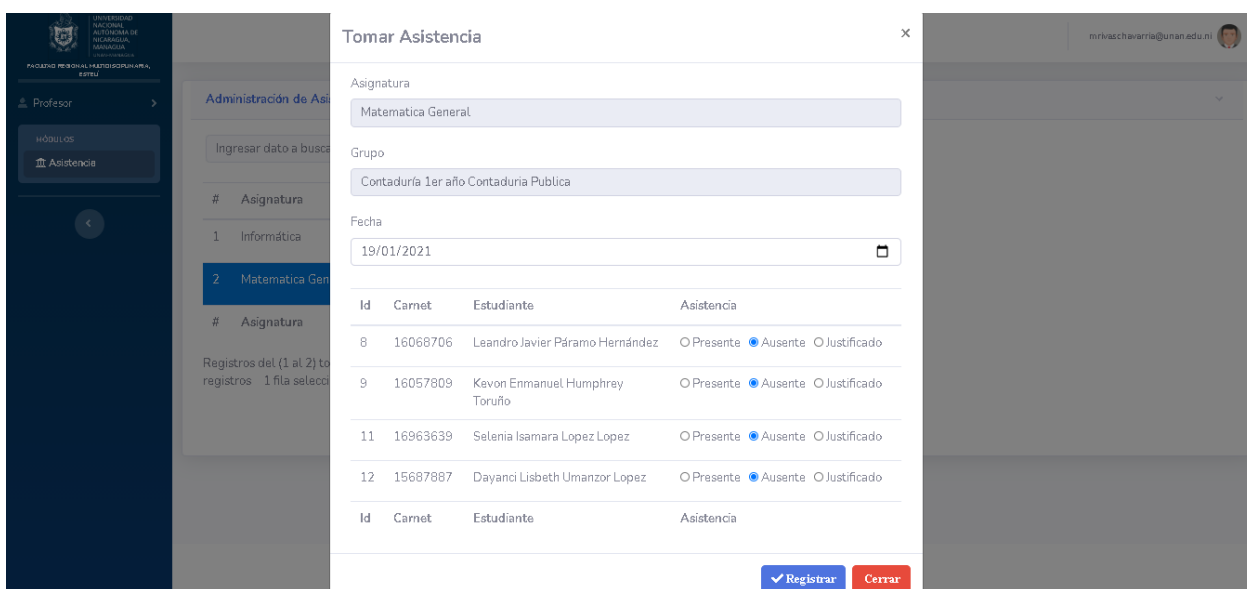 UNIVERSIDAD
NACIONAL
AUTÓNOMA DE
NICARAGUA,
MANAGUA
FACULTAD REGIONAL MULTIDISCIPLINARIA,
ESTELÍ
Profesor
MÓDULOS
Asistencia
mrivaschavarria@unan.edu.ni
Administración de Asi
Ingresar dato a busca
# Asignatura
1 Informática
2 Matematica Gen
# Asignatura
Registros del (1 al 2) to
registros 1 fila selecci
Tomar Asistencia ×
Asignatura
Matematica General
Grupo
Contaduría 1er año Contaduria Publica
Fecha
19/01/2021
Id Carnet Estudiante Asistencia
8 16068706 Leandro Javier Páramo Hernández Presente Ausente Justificado
9 16057809 Kevon Enmanuel Humphrey Presente Ausente Justificado
Toruño
11 16963639 Selenia Isamara Lopez Lopez Presente Ausente Justificado
12 15687887 Dayanci Lisbeth Umanzor Lopez Presente Ausente Justificado
Id Carnet Estudiante Asistencia
Registrar Cerrar